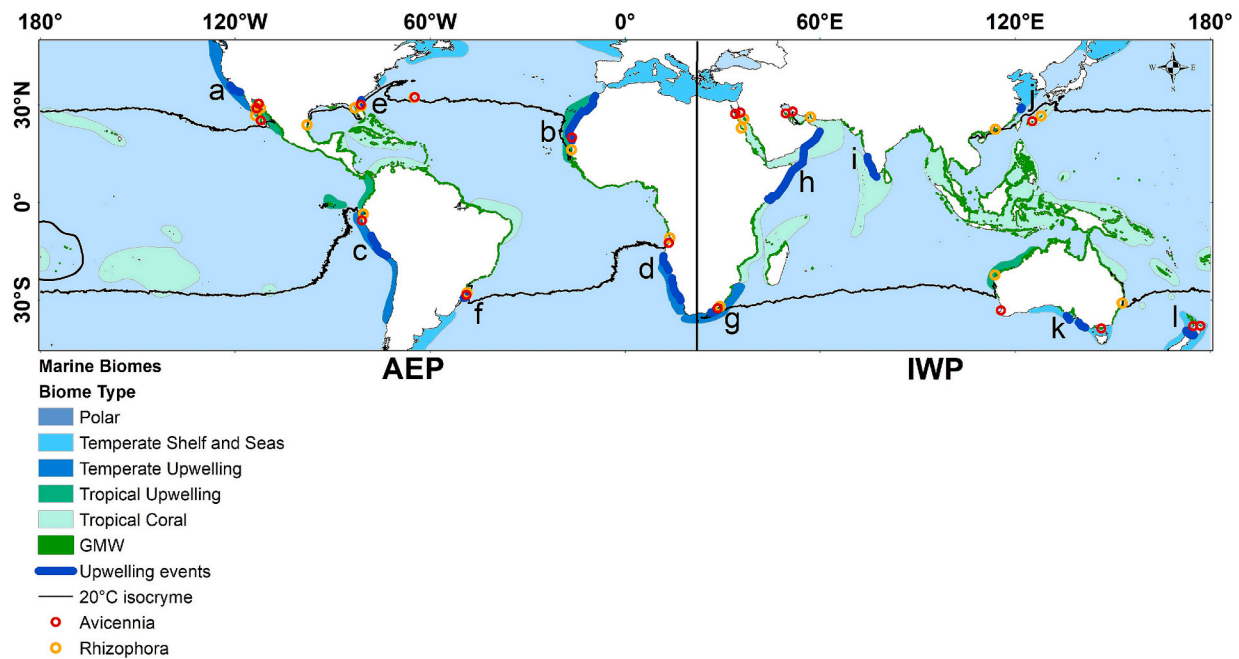 180° 120°W 60°W 0° 60°E 120°E 180°
30°N
0°
30°S
a
b
c
d
e
f
g
h
i
j
k
l
N
W E
S
AEP IWP
Marine Biomes
Biome Type
Polar
Temperate Shelf and Seas
Temperate Upwelling
Tropical Upwelling
Tropical Coral
GMW
Upwelling events
20°C isocryme
Avicennia
Rhizophora